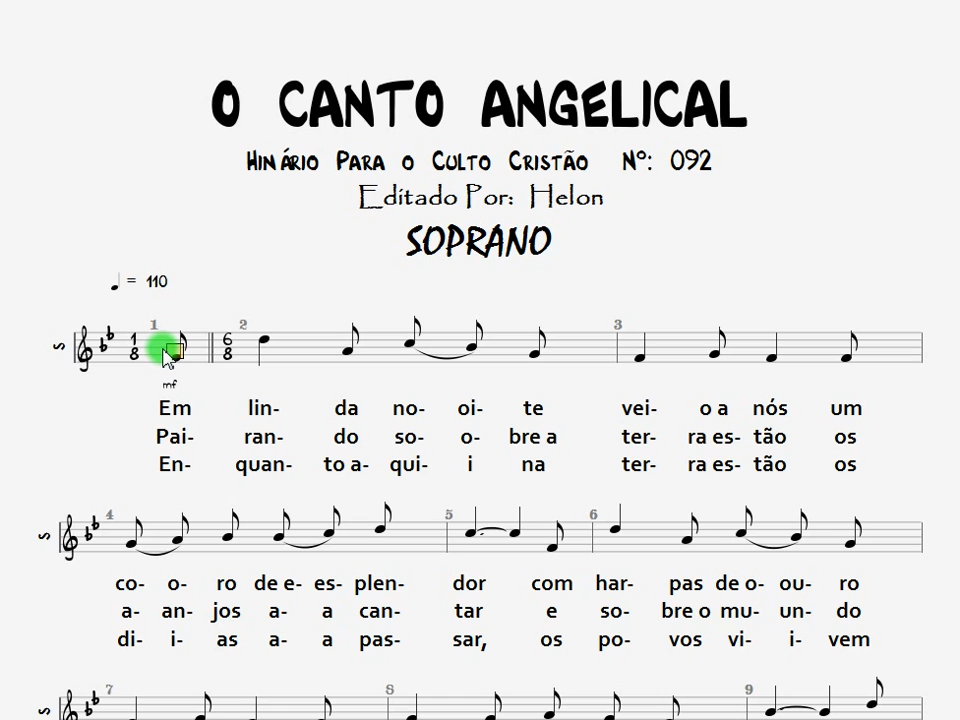 O CANTO ANGELICAL
Hinário Para o Culto Cristão Nº: 092
Editado Por: Helon
SOPRANO
= 110
1 2 3
S
1 6
8 8
mf
Em lin- da no- oi- te vei- o a nós um
Pai- ran- do so- o- bre a ter- ra es- tão os
En- quan- to a- qui- i na ter- ra es- tão os
4 5 6
S
co- o- ro de e- es- plen- dor com har- pas de o- ou- ro
a- an- jos a- a can- tar e so- bre o mu- un- do
di- i- as a- a pas- sar, os po- vos vi- i- vem
7 8 9
S